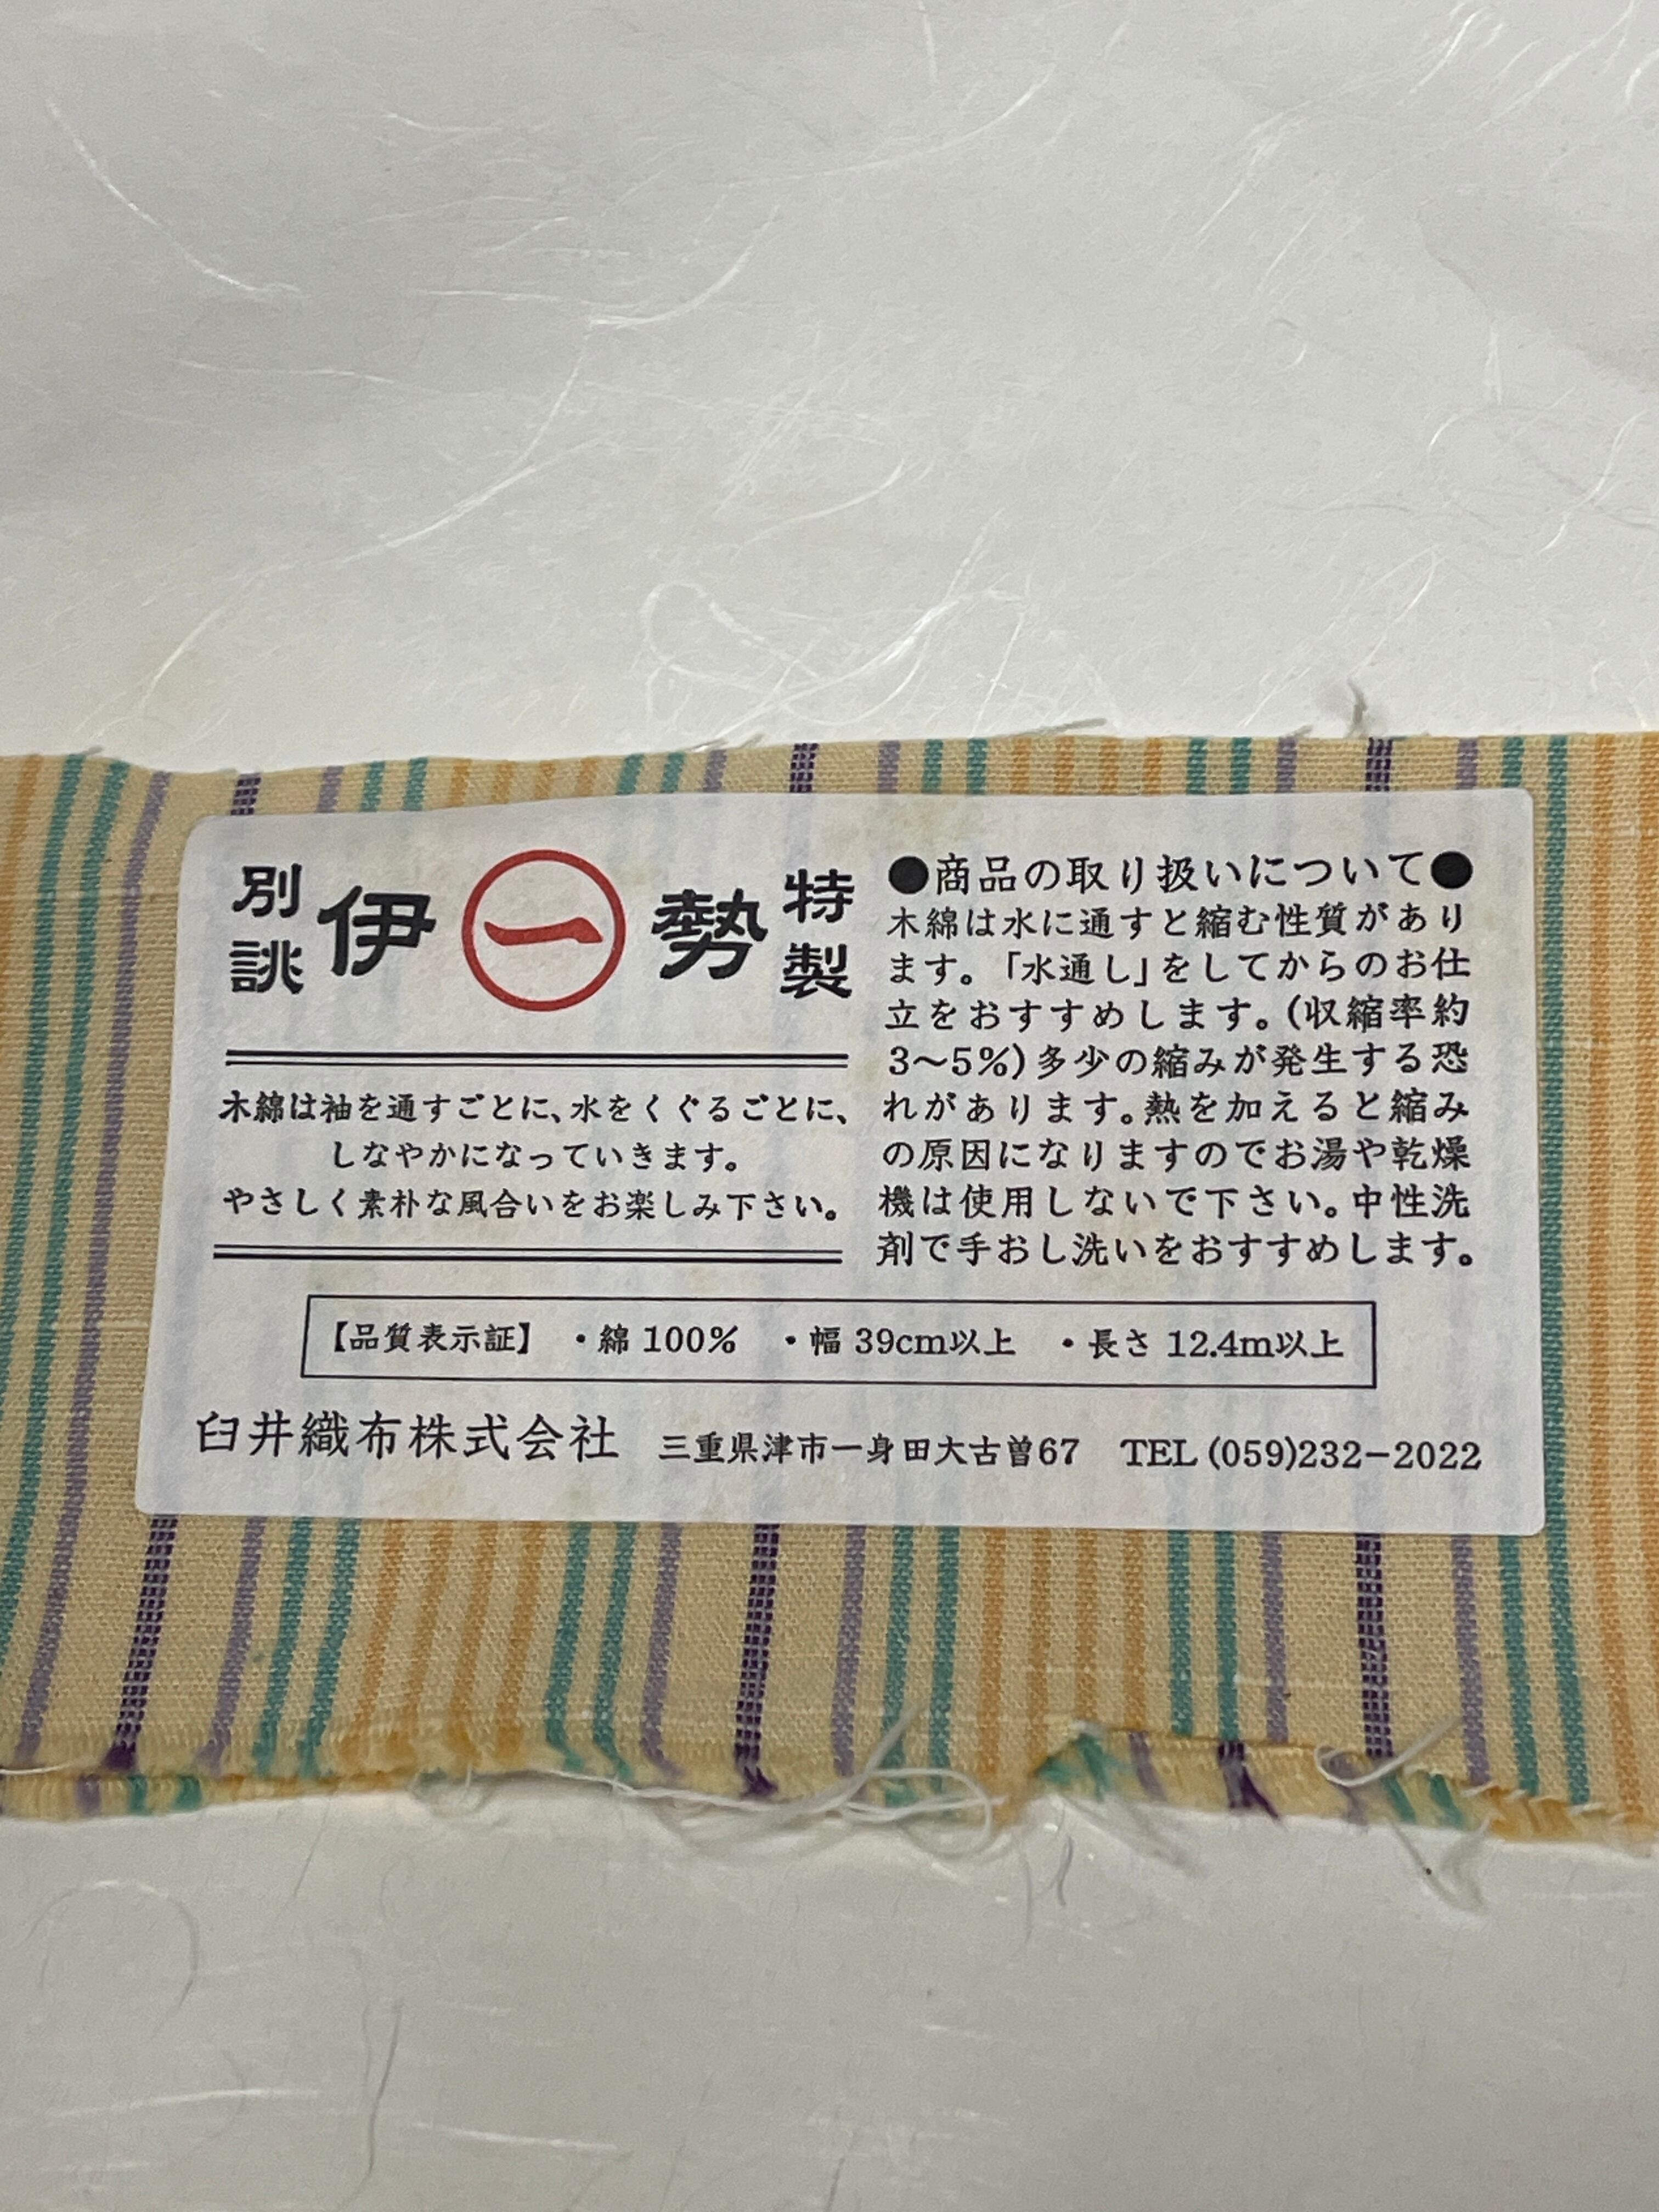 別誂 伊 一 勢 特製
木綿は袖を通すごとに、水をくぐるごとに、
しなやかになっていきます。
やさしく素朴な風合いをお楽しみ下さい。
●商品の取り扱いについて●
木綿は水に通すと縮む性質があり
ます。「水通し」をしてからのお仕
立をおすすめします。(収縮率約
3〜5%)多少の縮みが発生する恐
れがあります。熱を加えると縮み
の原因になりますのでお湯や乾燥
機は使用しないで下さい。中性洗
剤で手おし洗いをおすすめします。
【品質表示証】 ・綿 100% ・幅 39cm以上 ・長さ 12.4m以上
臼井織布株式会社 三重県津市一身田大古曽67 TEL (059)232-2022